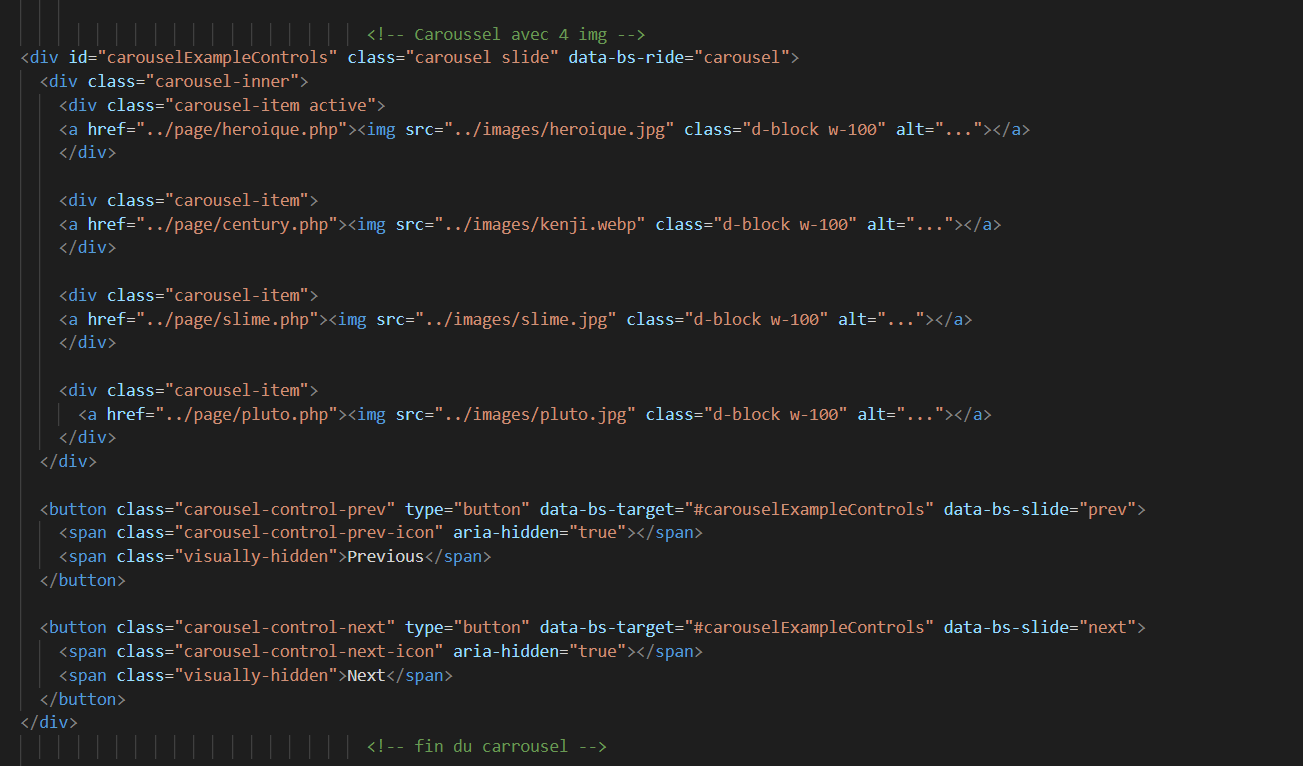 <!-- Caroussel avec 4 img -->
<div id="carouselExampleControls" class="carousel slide" data-bs-ride="carousel">
<div class="carousel-inner">
<div class="carousel-item active">
<a href="../page/heroique.php"><img src="../images/heroique.jpg" class="d-block w-100" alt="..."></a>
</div>
<div class="carousel-item">
<a href="../page/century.php"><img src="../images/kenji.webp" class="d-block w-100" alt="..."></a>
</div>
<div class="carousel-item">
<a href="../page/slime.php"><img src="../images/slime.jpg" class="d-block w-100" alt="..."></a>
</div>
<div class="carousel-item">
<a href="../page/pluto.php"><img src="../images/pluto.jpg" class="d-block w-100" alt="..."></a>
</div>
</div>
<button class="carousel-control-prev" type="button" data-bs-target="#carouselExampleControls" data-bs-slide="prev">
<span class="carousel-control-prev-icon" aria-hidden="true"></span>
<span class="visually-hidden">Previous</span>
</button>
<button class="carousel-control-next" type="button" data-bs-target="#carouselExampleControls" data-bs-slide="next">
<span class="carousel-control-next-icon" aria-hidden="true"></span>
<span class="visually-hidden">Next</span>
</button>
</div>
<!-- fin du carrousel -->